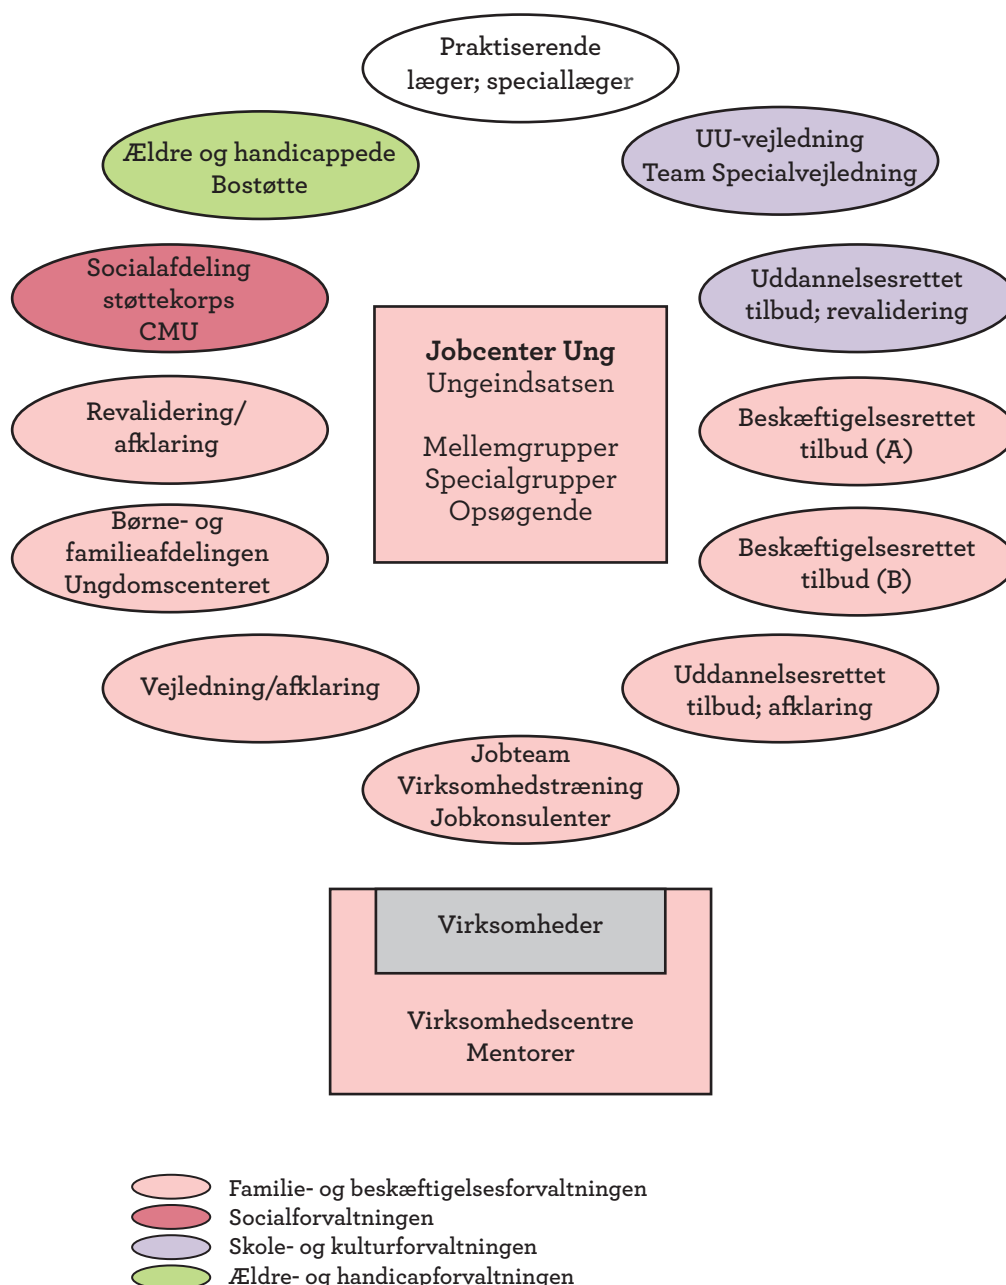 Praktiserende
læger; speciallæger
Ældre og handicappede
Bostøtte
UU-vejledning
Team Specialvejledning
Socialafdeling
støttekorps
CMU
Uddannelsesrettet
tilbud; revalidering
Jobcenter Ung
Ungeindsatsen
Mellemgrupper
Specialgrupper
Opsøgende
Revalidering/
afklaring
Beskæftigelsesrettet
tilbud (A)
Børne- og
familieafdelingen
Ungdomscenteret
Beskæftigelsesrettet
tilbud (B)
Vejledning/afklaring
Uddannelsesrettet
tilbud; afklaring
Jobteam
Virksomhedstræning
Jobkonsulenter
Virksomheder
Virksomhedscentre
Mentorer
Familie- og beskæftigelsesforvaltningen
Socialforvaltningen
Skole- og kulturforvaltningen
Ældre- og handicapforvaltningen